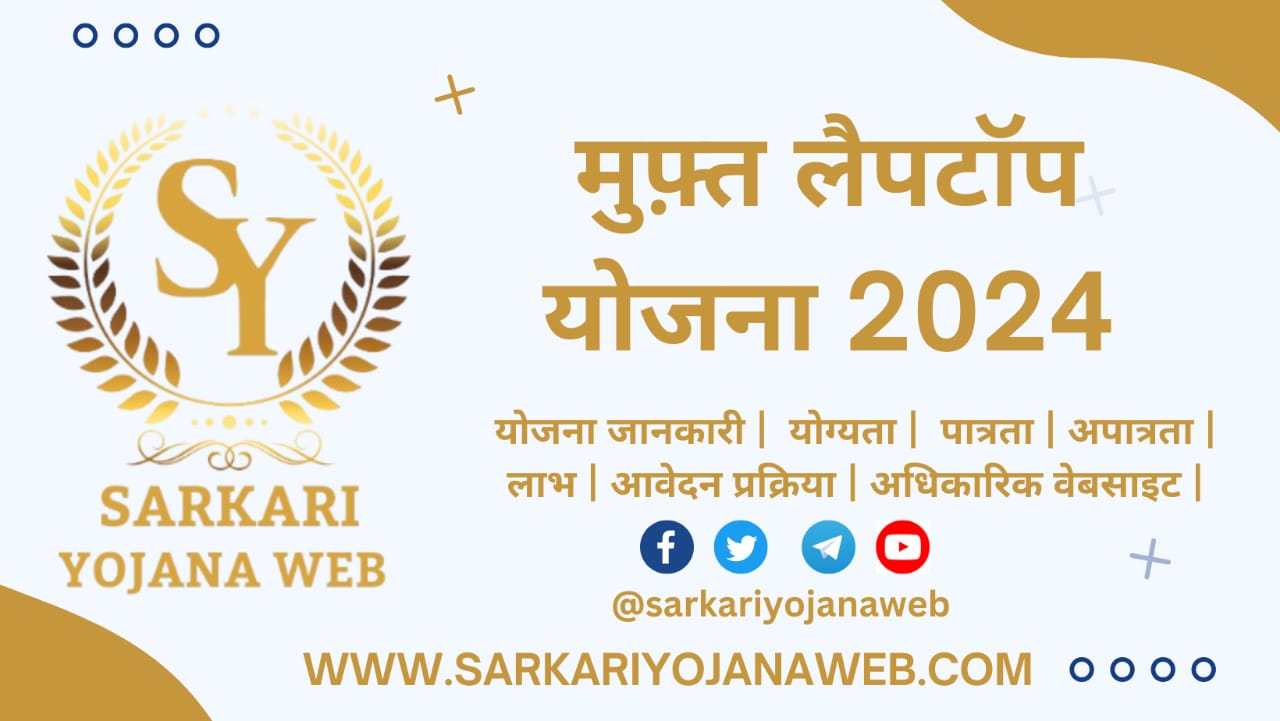 SY
SARKARI
YOJANA WEB
मुफ़्त लैपटॉप
योजना 2024
योजना जानकारी | योग्यता | पात्रता | अपात्रता |
लाभ | आवेदन प्रक्रिया | अधिकारिक वेबसाइट |
@sarkariyojanaweb
WWW.SARKARIYOJANAWEB.COM